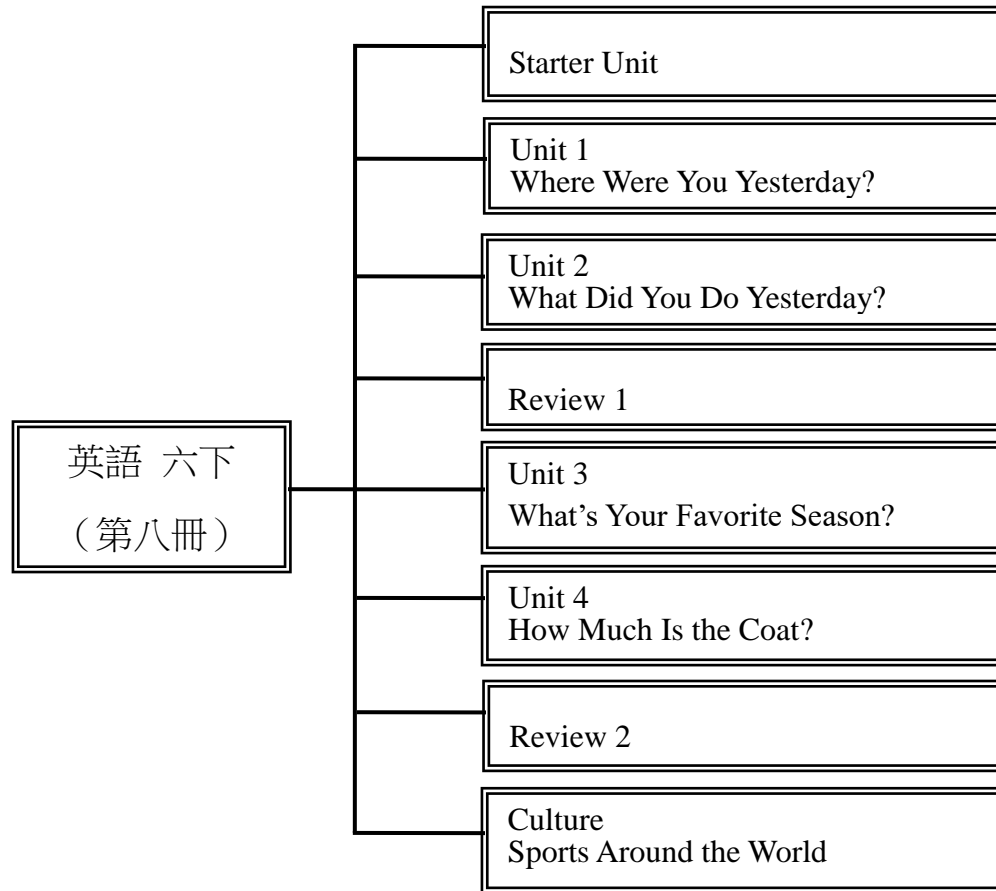 Starter Unit
Unit 1
Where Were You Yesterday?
Unit 2
What Did You Do Yesterday?
Review 1
英語 六下
（第八冊）
Unit 3
What’s Your Favorite Season?
Unit 4
How Much Is the Coat?
Review 2
Culture
Sports Around the World